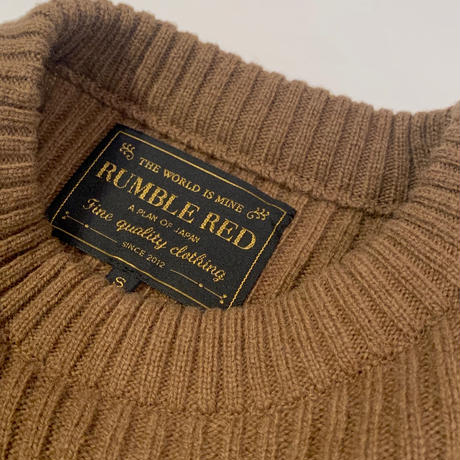 THE WORLD IS MINE
RUMBLE RED
A PLAN OF JAPAN
Fine quality clothing
SINCE 2012
S